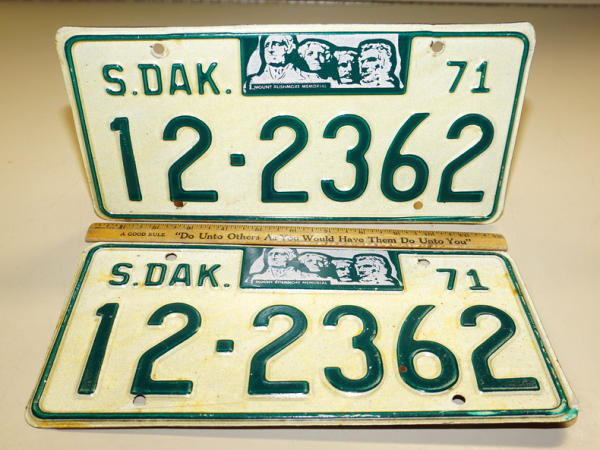 S.DAK.
MOUNT RUSHMORE MEMORIAL
71
12-2362
A GOOD RULE "Do Unto Others As You Would Have Them Do Unto You"
S.DAK.
MOUNT RUSHMORE MEMORIAL
71
12-2362